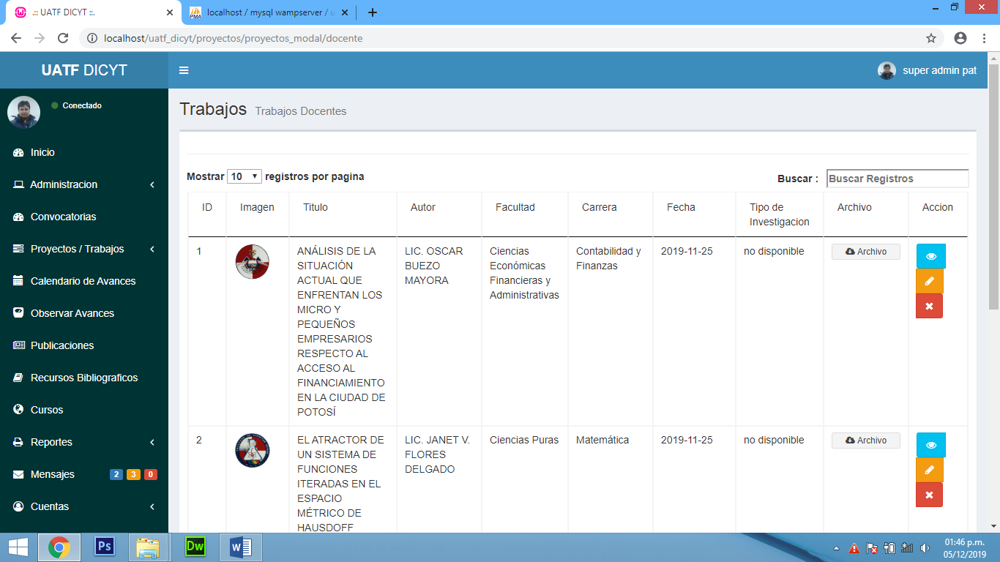 .:: UATF DICYT ::.
localhost / mysql wampserver / u
localhost/uatf_dicyt/proyectos/proyectos_modal/docente
UATF DICYT
super admin pat
Conectado
Inicio
Administracion
Convocatorias
Proyectos / Trabajos
Calendario de Avances
Observar Avances
Publicaciones
Recursos Bibliograficos
Cursos
Reportes
Mensajes 2 3 0
Cuentas
Trabajos Trabajos Docentes
Mostrar 10 registros por pagina
Buscar : Buscar Registros
ID Imagen Titulo Autor Facultad Carrera Fecha Tipo de Investigacion Archivo Accion
1
ANÁLISIS DE LA
SITUACIÓN
ACTUAL QUE
ENFRENTAN LOS
MICRO Y
PEQUEÑOS
EMPRESARIOS
RESPECTO AL
ACCESO AL
FINANCIAMIENTO
EN LA CIUDAD DE
POTOSÍ
LIC. OSCAR
BUEZO
MAYORA
Ciencias
Económicas
Financieras y
Administrativas
Contabilidad y
Finanzas
2019-11-25
no disponible
Archivo
2
EL ATRACTOR DE
UN SISTEMA DE
FUNCIONES
ITERADAS EN EL
ESPACIO
MÉTRICO DE
HAUSDOFF
LIC. JANET V.
FLORES
DELGADO
Ciencias Puras
Matemática
2019-11-25
no disponible
Archivo
Ps
Dw
W
01:46 p.m.
05/12/2019